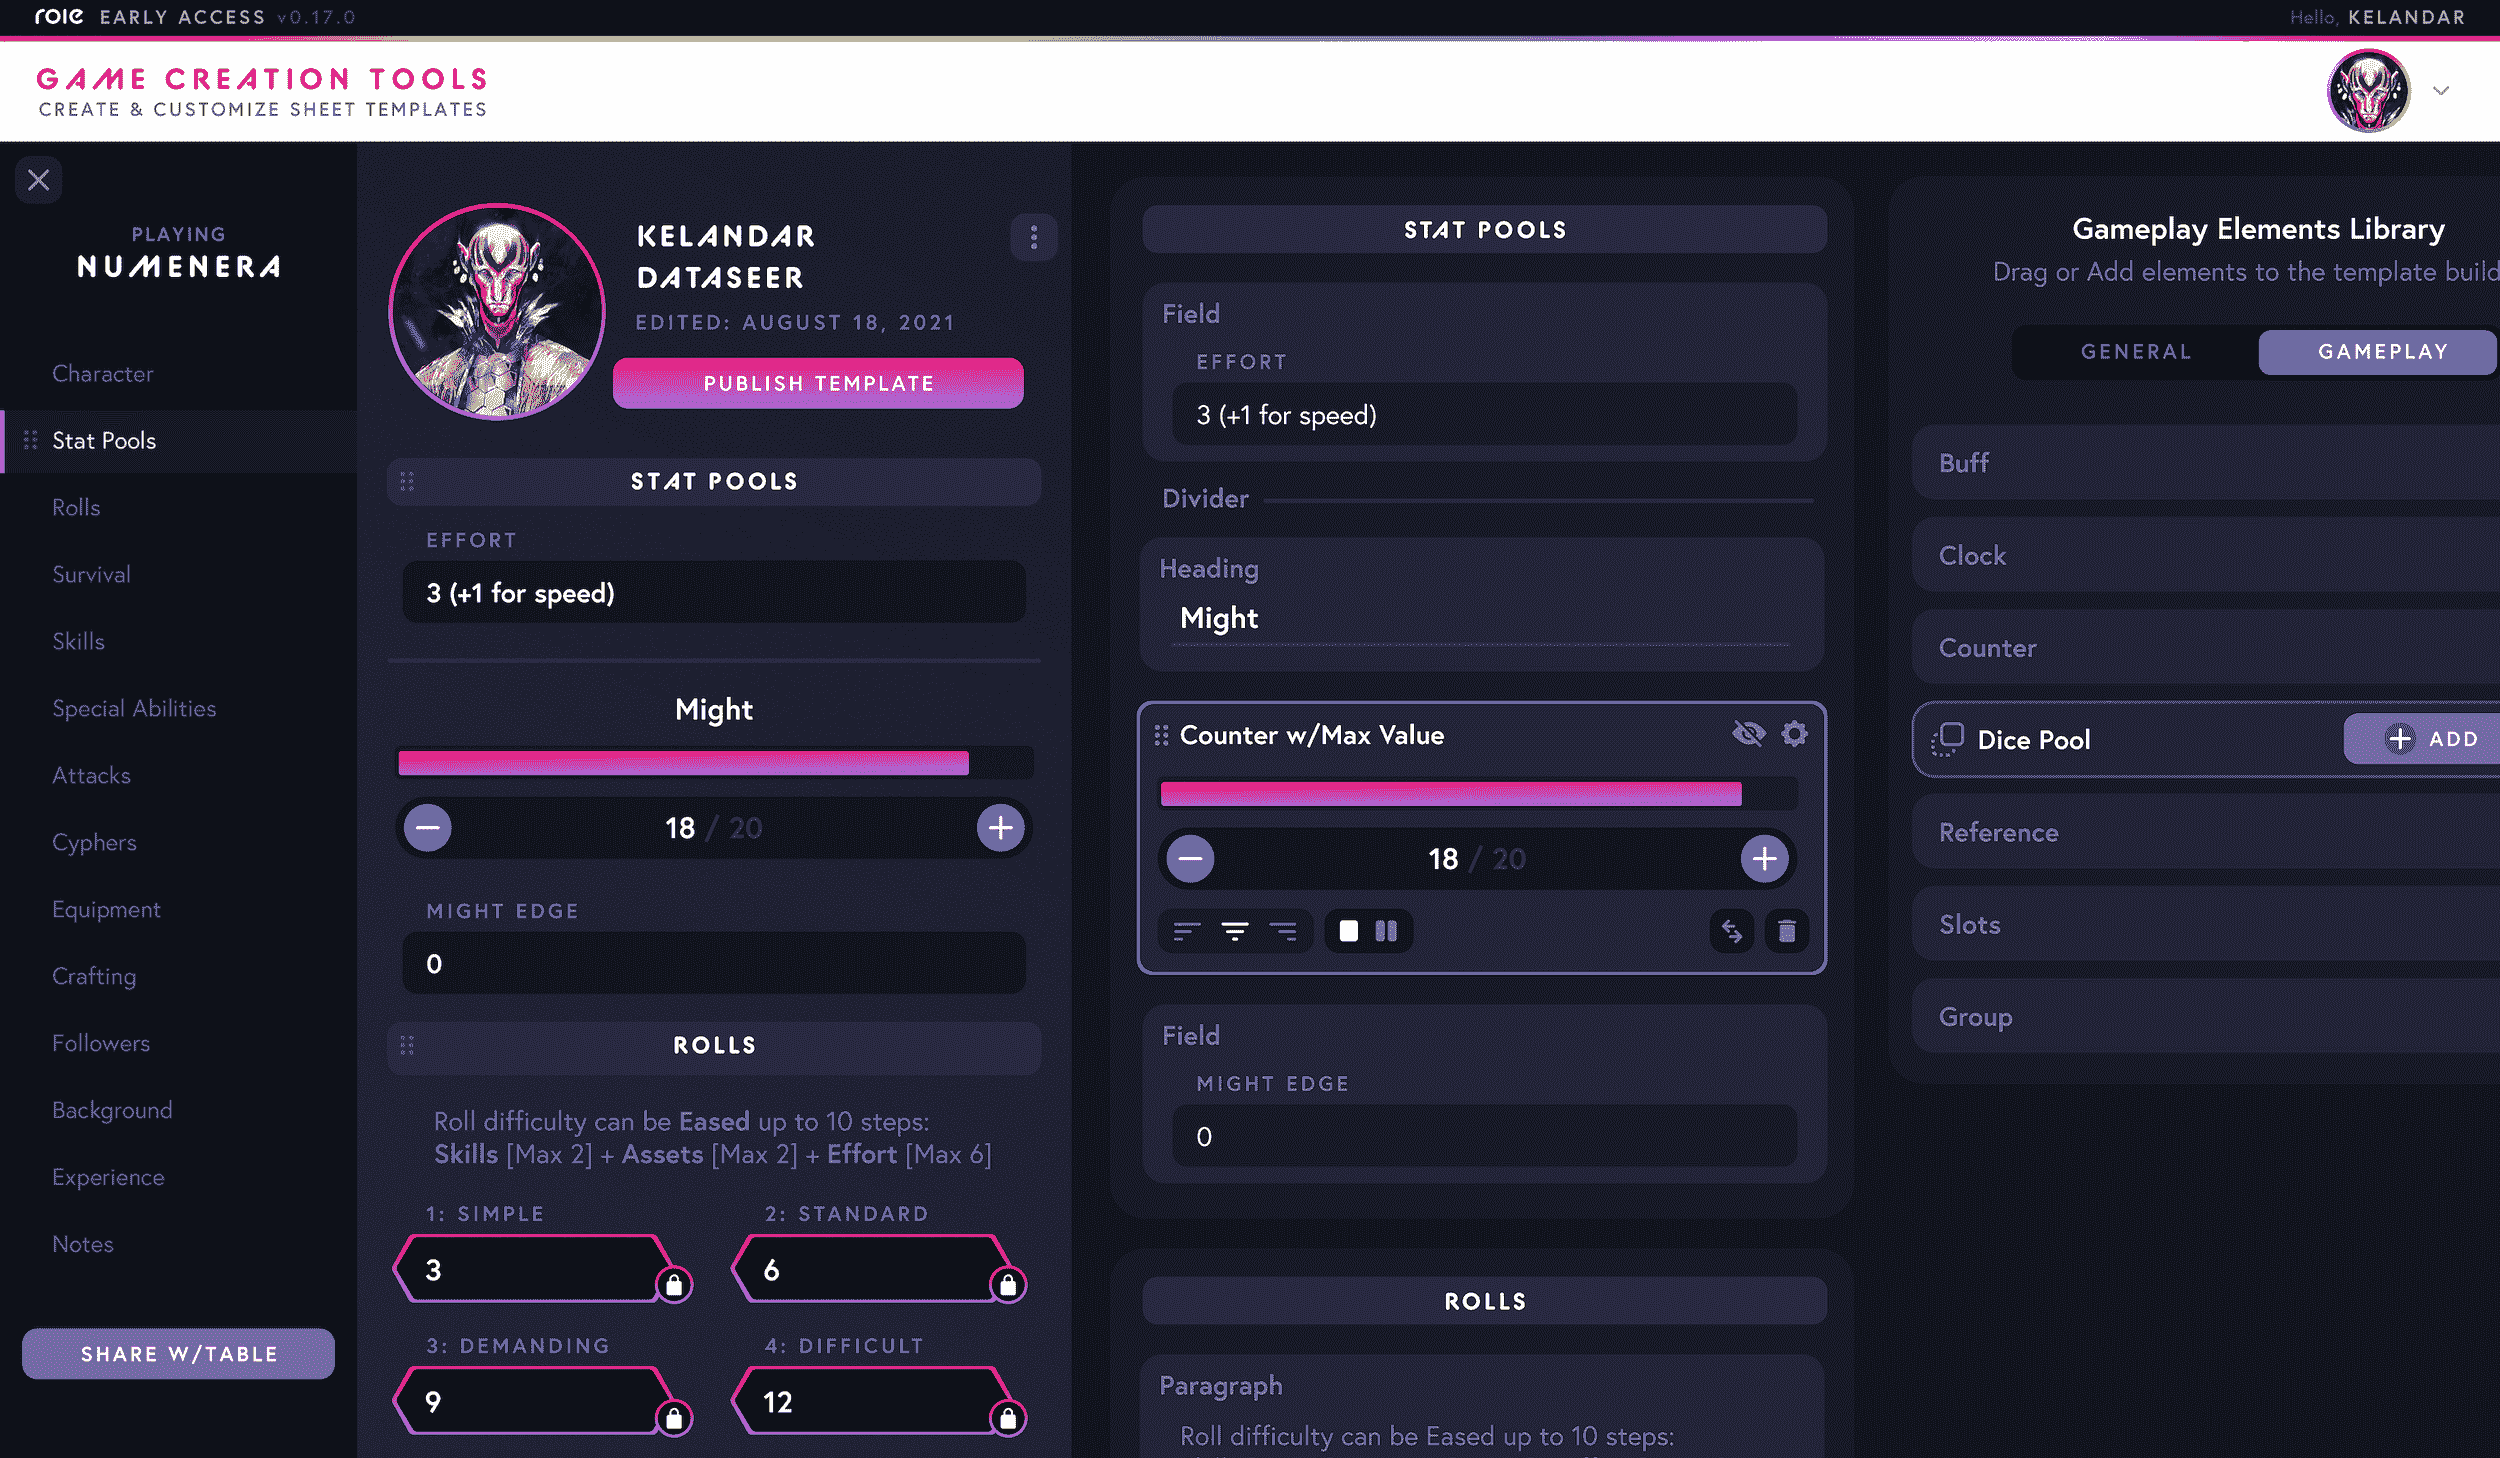 role EARLY ACCESS v0.17.0
Hello, KELANDAR
GAME CREATION TOOLS
CREATE & CUSTOMIZE SHEET TEMPLATES
PLAYING
NUMENERA
Character
Stat Pools
Rolls
Survival
Skills
Special Abilities
Attacks
Cyphers
Equipment
Crafting
Followers
Background
Experience
Notes
SHARE W/TABLE
KELANDAR
DATASEER
EDITED: AUGUST 18, 2021
PUBLISH TEMPLATE
STAT POOLS
EFFORT
3 (+1 for speed)
Might
18 / 20
MIGHT EDGE
0
ROLLS
Roll difficulty can be Eased up to 10 steps:
Skills [Max 2] + Assets [Max 2] + Effort [Max 6]
1: SIMPLE
3
2: STANDARD
6
3: DEMANDING
9
4: DIFFICULT
12
STAT POOLS
Field
EFFORT
3 (+1 for speed)
Divider
Heading
Might
Counter w/Max Value
18 / 20
Field
MIGHT EDGE
0
ROLLS
Paragraph
Roll difficulty can be Eased up to 10 steps:
Gameplay Elements Library
Drag or Add elements to the template build
GENERAL
GAMEPLAY
Buff
Clock
Counter
Dice Pool
ADD
Reference
Slots
Group